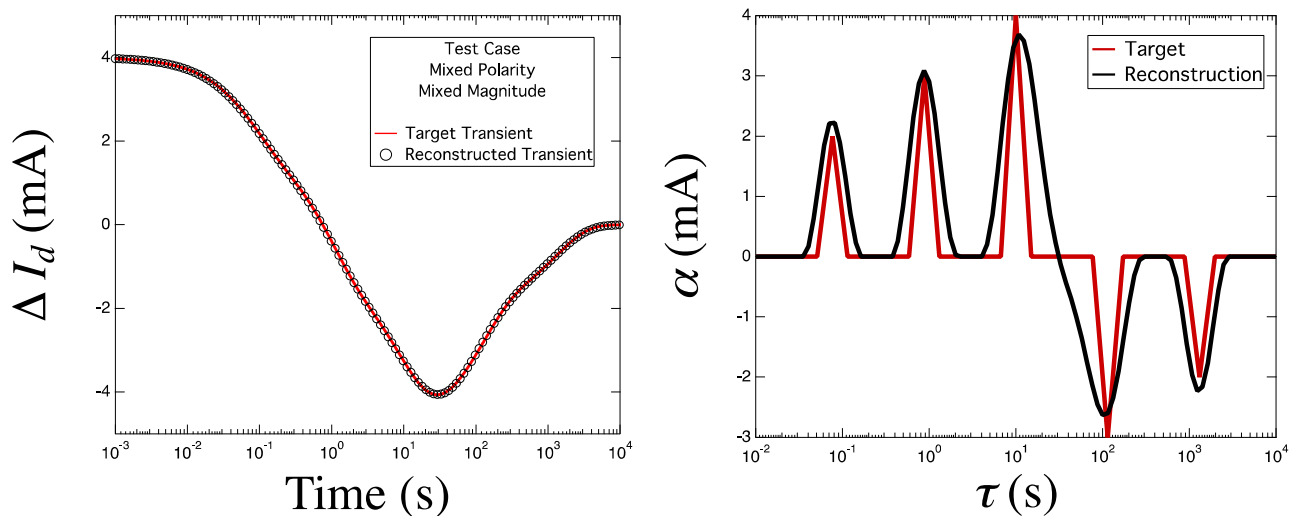 Test Case
Mixed Polarity
Mixed Magnitude
Target Transient
Reconstructed Transient
Δ I_d (mA)
4
2
0
-2
-4
10^-3
10^-2
10^-1
10^0
10^1
10^2
10^3
10^4
Time (s)
Target
Reconstruction
α (mA)
4
3
2
1
0
-1
-2
-3
10^-2
10^-1
10^0
10^1
10^2
10^3
10^4
τ (s)